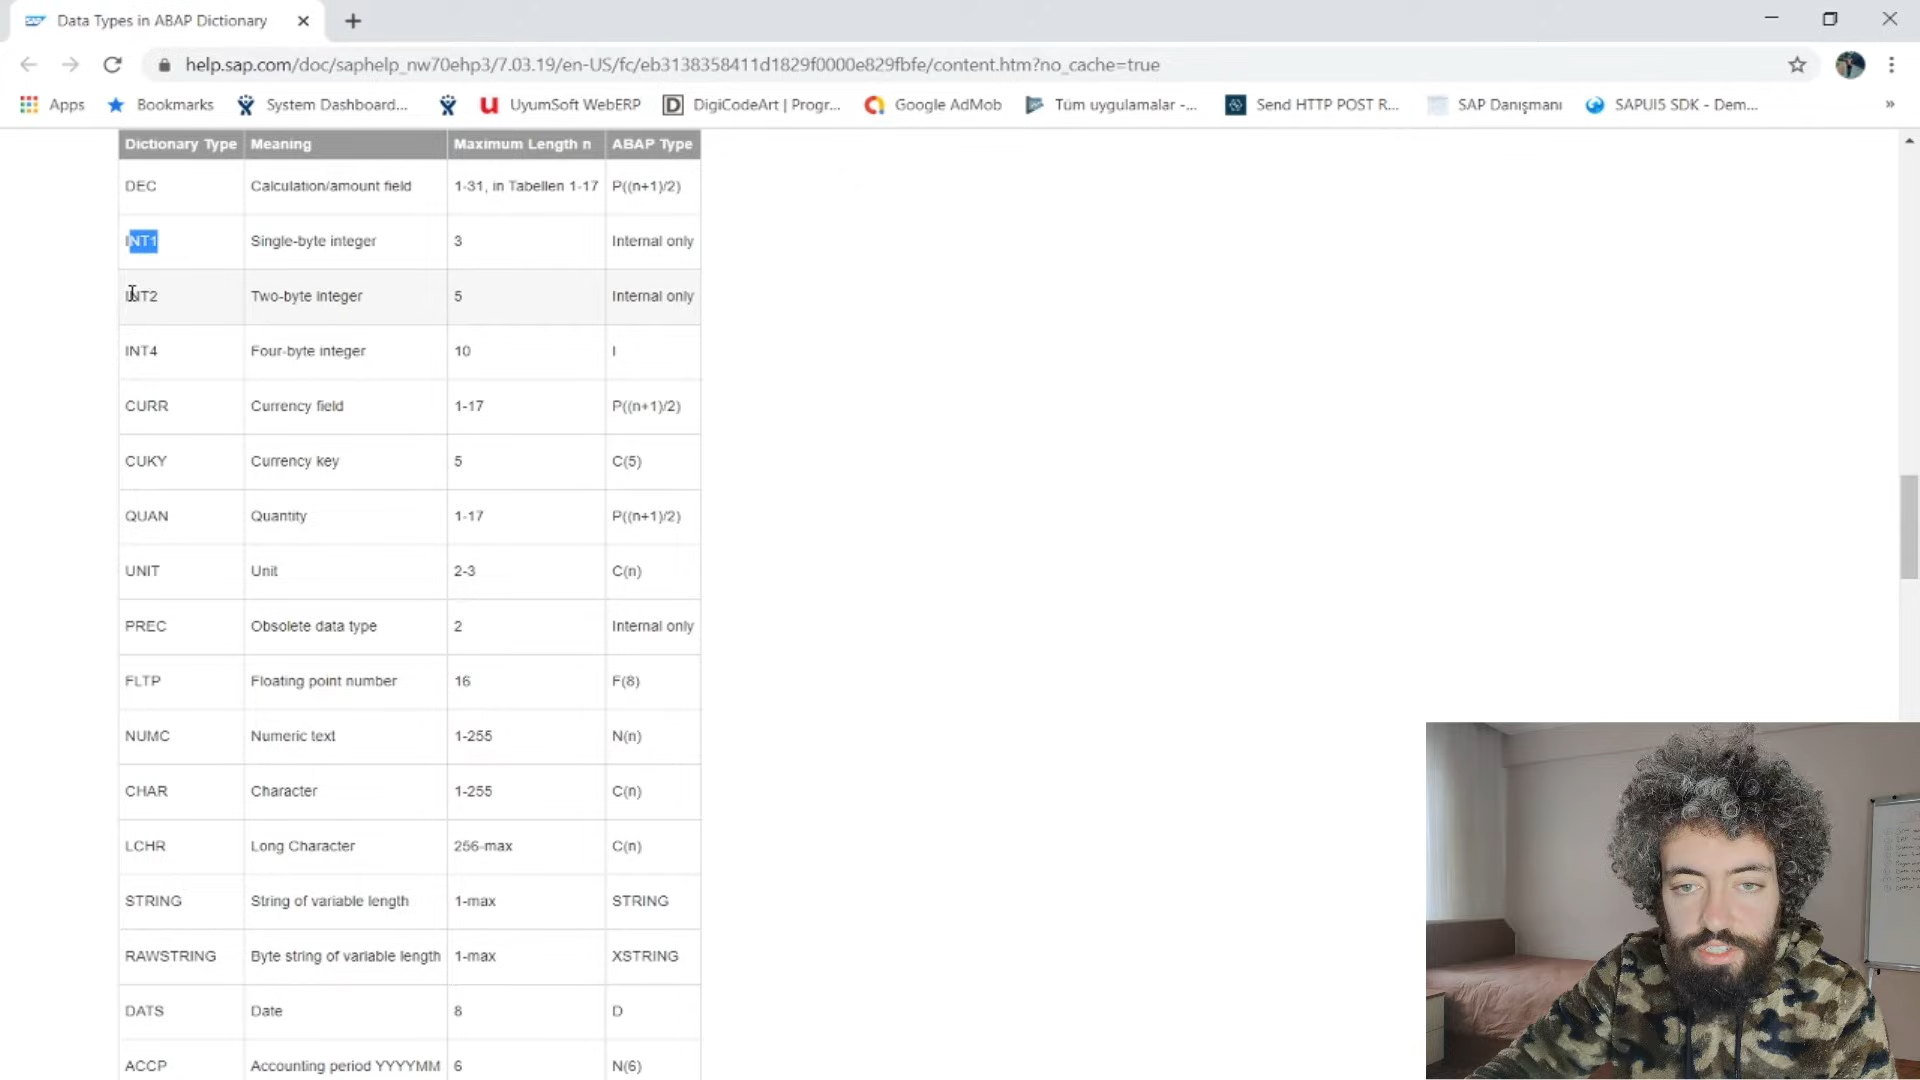 Data Types in ABAP Dictionary
help.sap.com/doc/saphelp_nw70ehp3/7.03.19/en-US/fc/eb3138358411d1829f0000e829fbfe/content.htm?no_cache=true
Apps Bookmarks System Dashboard... UyumSoft WebERP DigiCodeArt | Progr... Google AdMob Tüm uygulamalar -... Send HTTP POST R... SAP Danışmanı SAPUI5 SDK - Dem... »
Dictionary Type Meaning Maximum Length n ABAP Type
DEC Calculation/amount field 1-31, in Tabellen 1-17 P((n+1)/2)
INT1 Single-byte integer 3 Internal only
INT2 Two-byte integer 5 Internal only
INT4 Four-byte integer 10 I
CURR Currency field 1-17 P((n+1)/2)
CUKY Currency key 5 C(5)
QUAN Quantity 1-17 P((n+1)/2)
UNIT Unit 2-3 C(n)
PREC Obsolete data type 2 Internal only
FLTP Floating point number 16 F(8)
NUMC Numeric text 1-255 N(n)
CHAR Character 1-255 C(n)
LCHR Long Character 256-max C(n)
STRING String of variable length 1-max STRING
RAWSTRING Byte string of variable length 1-max XSTRING
DATS Date 8 D
ACCP Accounting period YYYYMM 6 N(6)